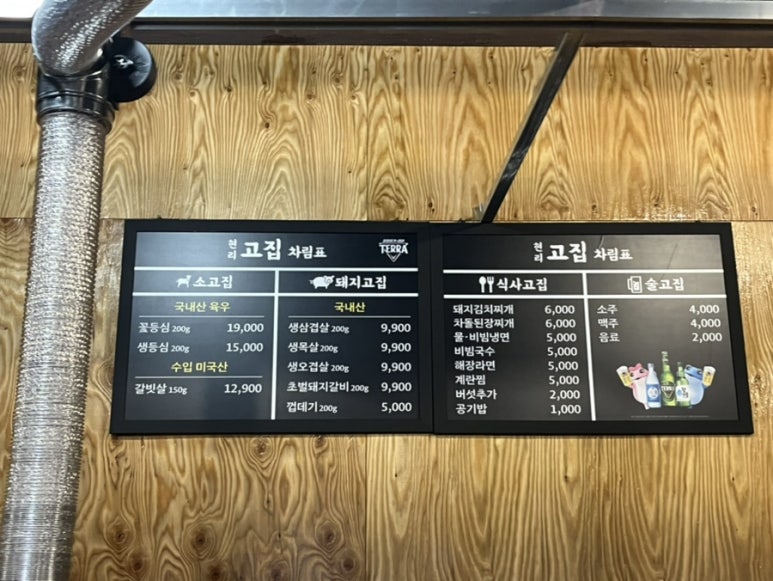 현리 고집 차림표
TERRA
소고집
국내산 육우
꽃등심 200g 19,000
생등심 200g 15,000
수입 미국산
갈빗살 150g 12,900
돼지고집
국내산
생삼겹살 200g 9,900
생목살 200g 9,900
생오겹살 200g 9,900
초벌돼지갈비 200g 9,900
껍데기 200g 5,000
현리 고집 차림표
식사고집
돼지김치찌개 6,000
차돌된장찌개 6,000
물·비빔냉면 5,000
비빔국수 5,000
해장라면 5,000
계란찜 5,000
버섯추가 2,000
공기밥 1,000
술고집
소주 4,000
맥주 4,000
음료 2,000
TERRA